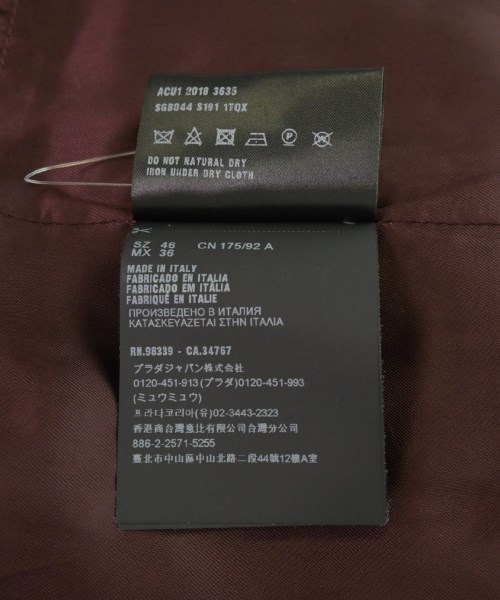 ACU1 2018 3635
SGB044 S191 1TQX
DO NOT NATURAL DRY
IRON UNDER DRY CLOTH
SZ 46 CN 175/92 A
MX 36
MADE IN ITALY
FABRICADO EN ITALIA
FABRICADO EM ITÁLIA
FABRIQUÉ EN ITALIE
ПРОИЗВЕДЕНО В ИТАЛИЯ
ΚΑΤΑΣΚΕΥΑΖΕΤΑΙ ΣΤΗΝ ΙΤΑΛΙΑ
RN.98339 - CA.34767
プラダジャパン株式会社
0120-451-913(プラダ)0120-451-993
(ミュウミュウ)
프라다코리아(유)02-3443-2323
香港商台灣意比有限公司台灣分公司
886-2-2571-5255
臺北市中山區中山北路二段44號12樓A室